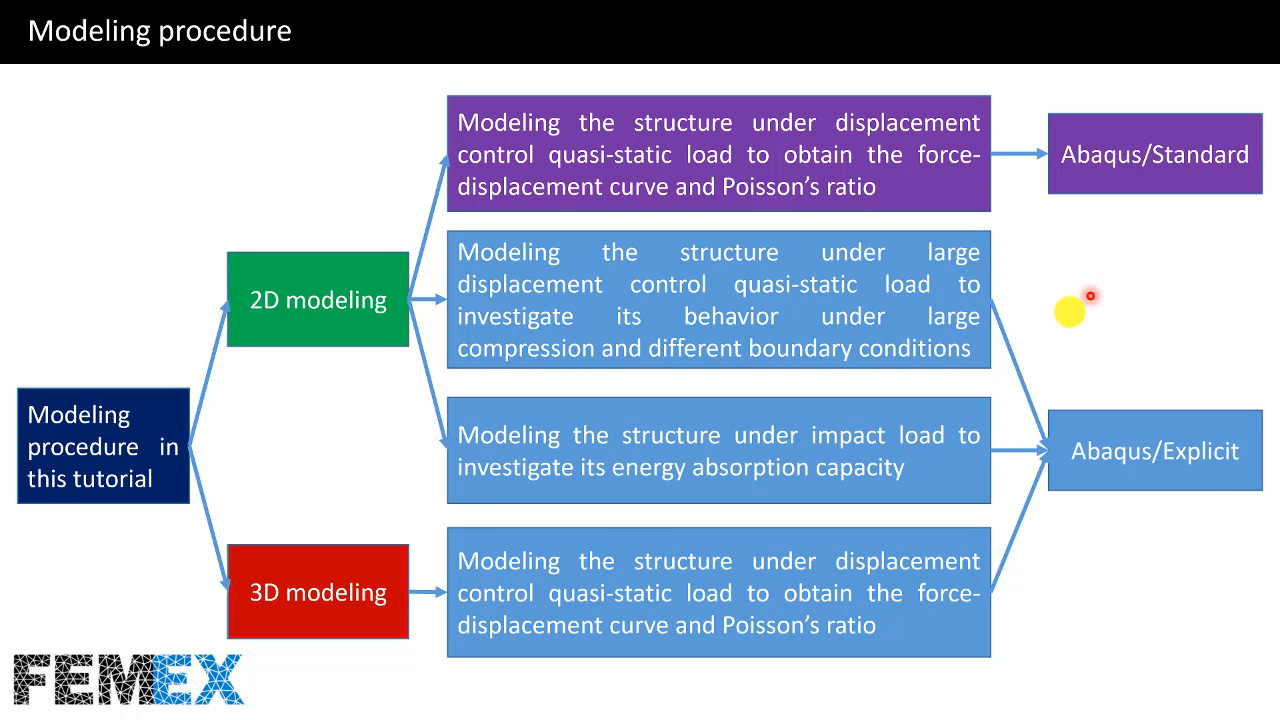 Modeling procedure
Modeling the structure under displacement
control quasi-static load to obtain the force-
displacement curve and Poisson’s ratio
Abaqus/Standard
2D modeling
Modeling the structure under large
displacement control quasi-static load to
investigate its behavior under large
compression and different boundary conditions
Modeling
procedure in
this tutorial
Modeling the structure under impact load to
investigate its energy absorption capacity
Abaqus/Explicit
3D modeling
Modeling the structure under displacement
control quasi-static load to obtain the force-
displacement curve and Poisson’s ratio
FEMEX